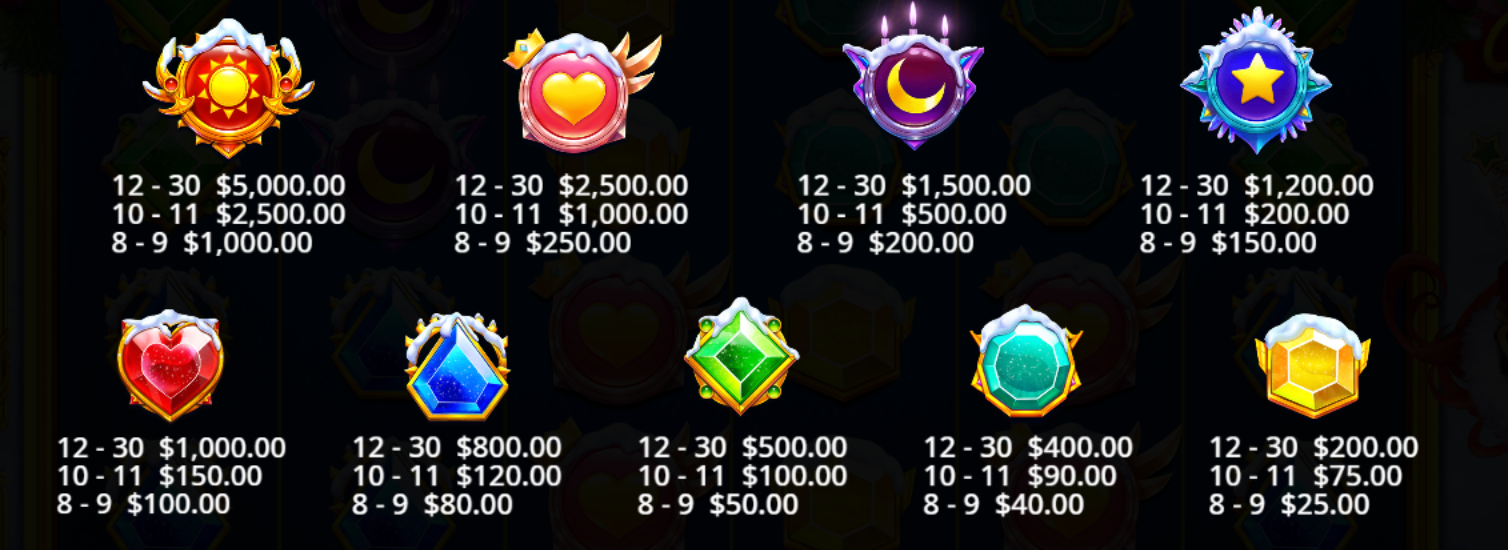 12 - 30 $5,000.00
10 - 11 $2,500.00
8 - 9 $1,000.00
12 - 30 $2,500.00
10 - 11 $1,000.00
8 - 9 $250.00
12 - 30 $1,500.00
10 - 11 $500.00
8 - 9 $200.00
12 - 30 $1,200.00
10 - 11 $200.00
8 - 9 $150.00
12 - 30 $1,000.00
10 - 11 $150.00
8 - 9 $100.00
12 - 30 $800.00
10 - 11 $120.00
8 - 9 $80.00
12 - 30 $500.00
10 - 11 $100.00
8 - 9 $50.00
12 - 30 $400.00
10 - 11 $90.00
8 - 9 $40.00
12 - 30 $200.00
10 - 11 $75.00
8 - 9 $25.00